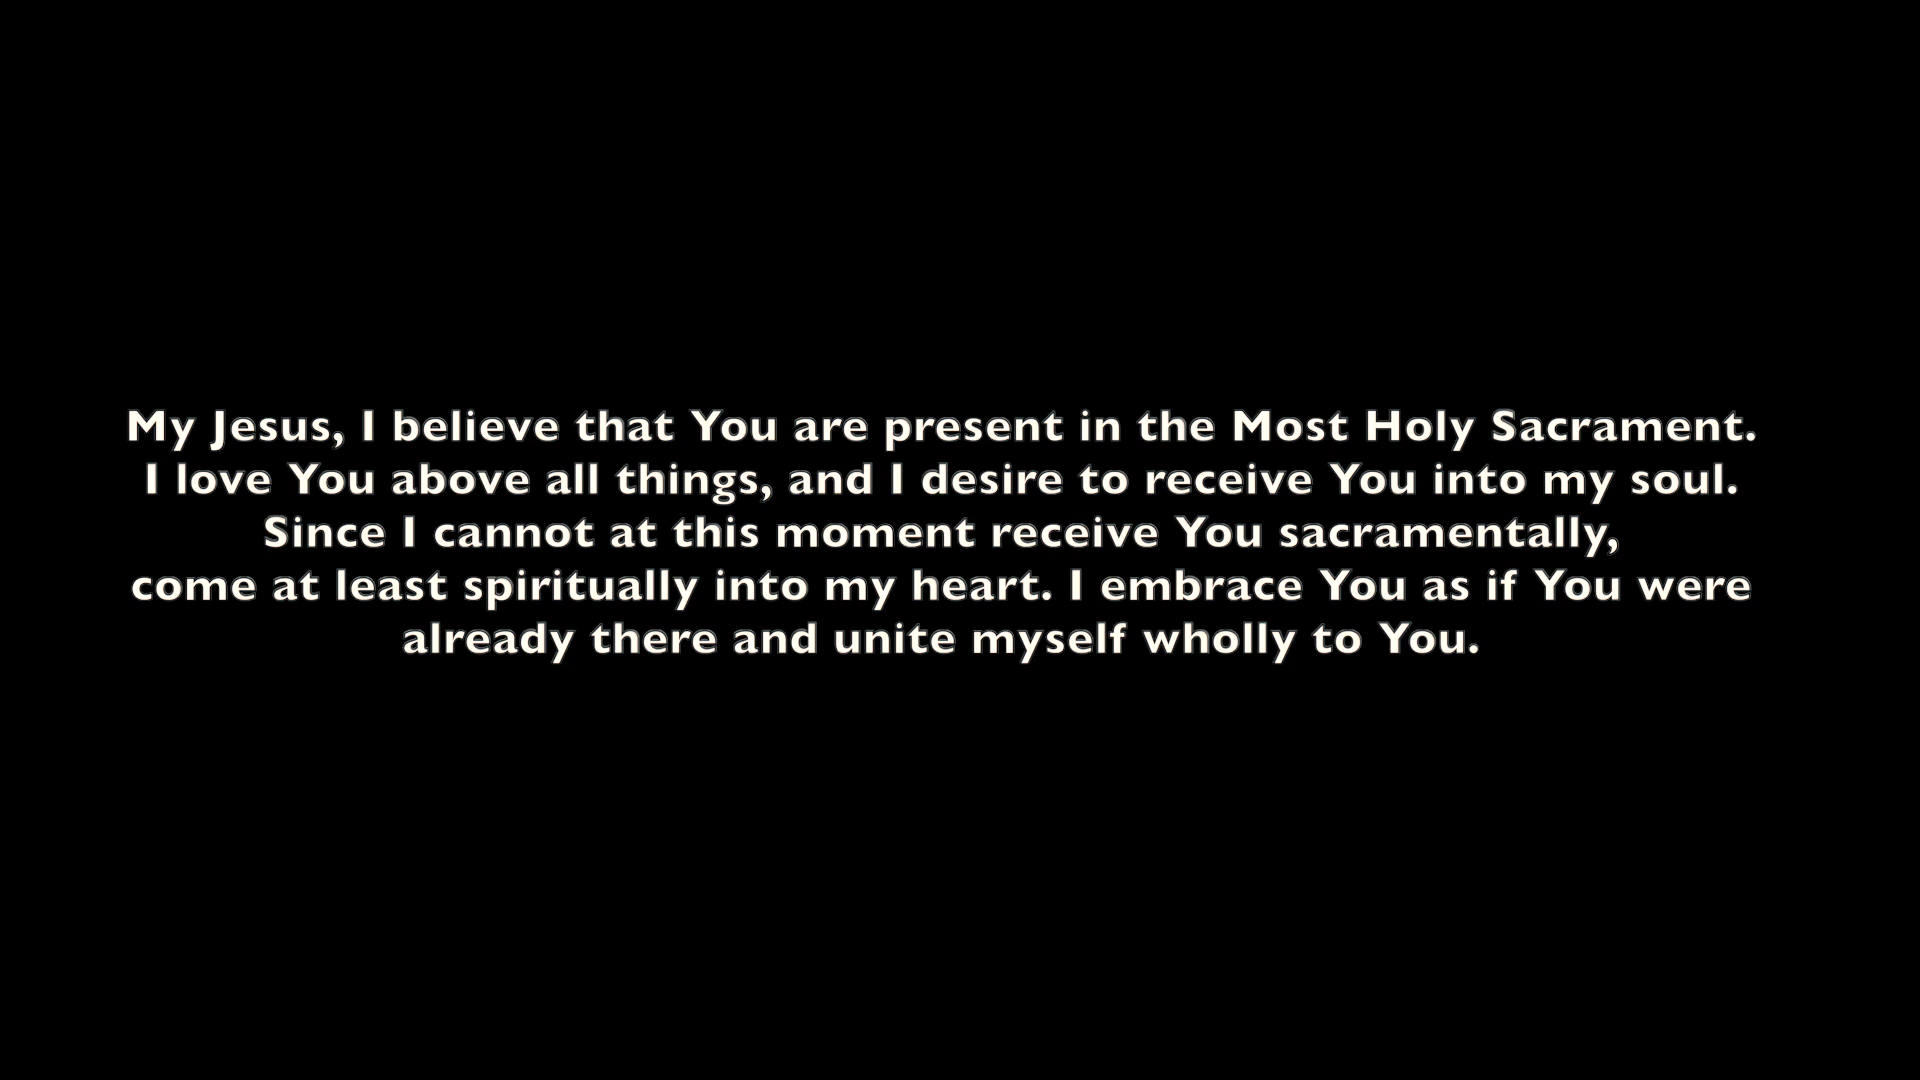 My Jesus, I believe that You are present in the Most Holy Sacrament.
I love You above all things, and I desire to receive You into my soul.
Since I cannot at this moment receive You sacramentally,
come at least spiritually into my heart. I embrace You as if You were
already there and unite myself wholly to You.